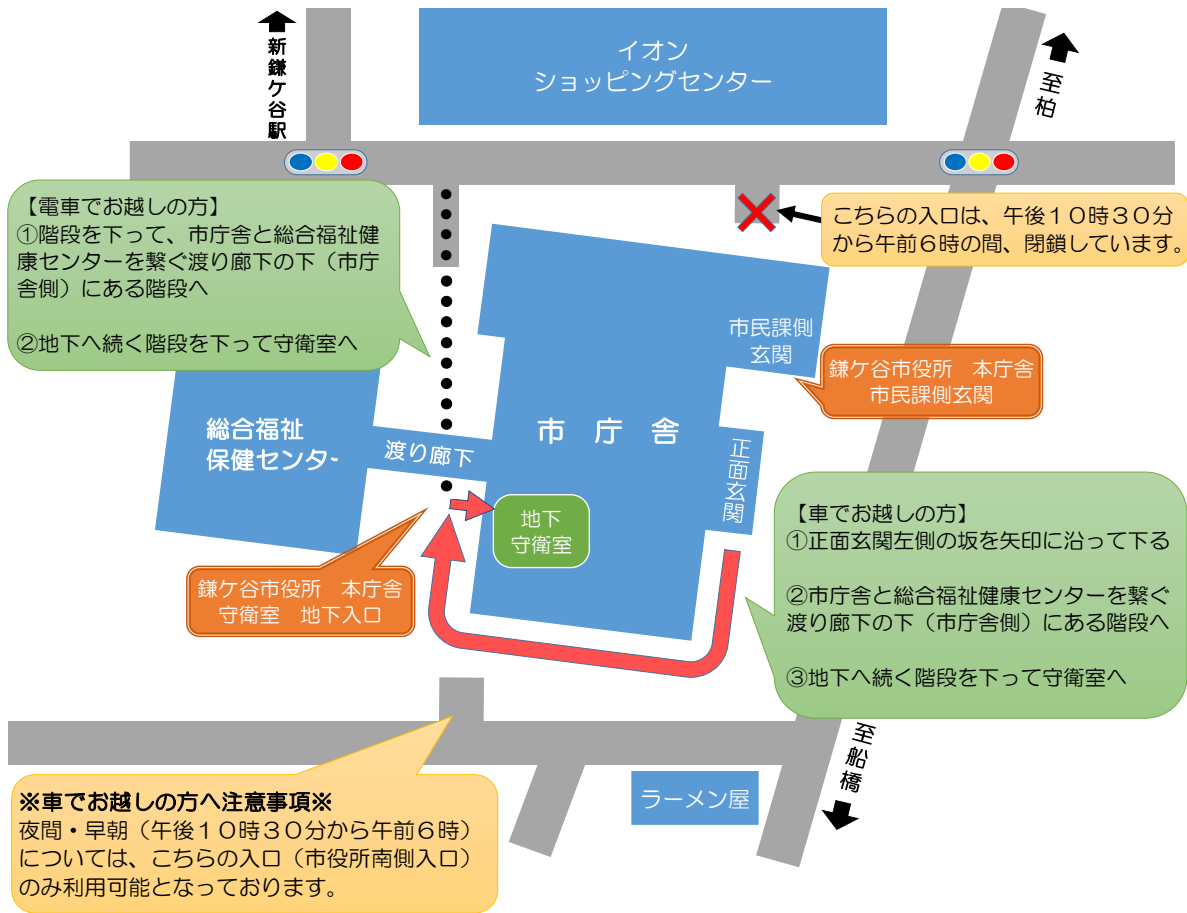 新鎌ケ谷駅
イオン
ショッピングセンター
至柏
【電車でお越しの方】
①階段を下って、市庁舎と総合福祉健
康センターを繋ぐ渡り廊下の下（市庁
舎側）にある階段へ
②地下へ続く階段を下って守衛室へ
こちらの入口は、午後１０時３０分
から午前６時の間、閉鎖しています。
市民課側
玄関
鎌ケ谷市役所　本庁舎
市民課側玄関
総合福祉
保健センター
渡り廊下
市　庁　舎
正面玄関
地下
守衛室
鎌ケ谷市役所　本庁舎
守衛室　地下入口
【車でお越しの方】
①正面玄関左側の坂を矢印に沿って下る
②市庁舎と総合福祉健康センターを繋ぐ
渡り廊下の下（市庁舎側）にある階段へ
③地下へ続く階段を下って守衛室へ
至船橋
ラーメン屋
※車でお越しの方へ注意事項※
夜間・早朝（午後１０時３０分から午前６時）
については、こちらの入口（市役所南側入口）
のみ利用可能となっております。